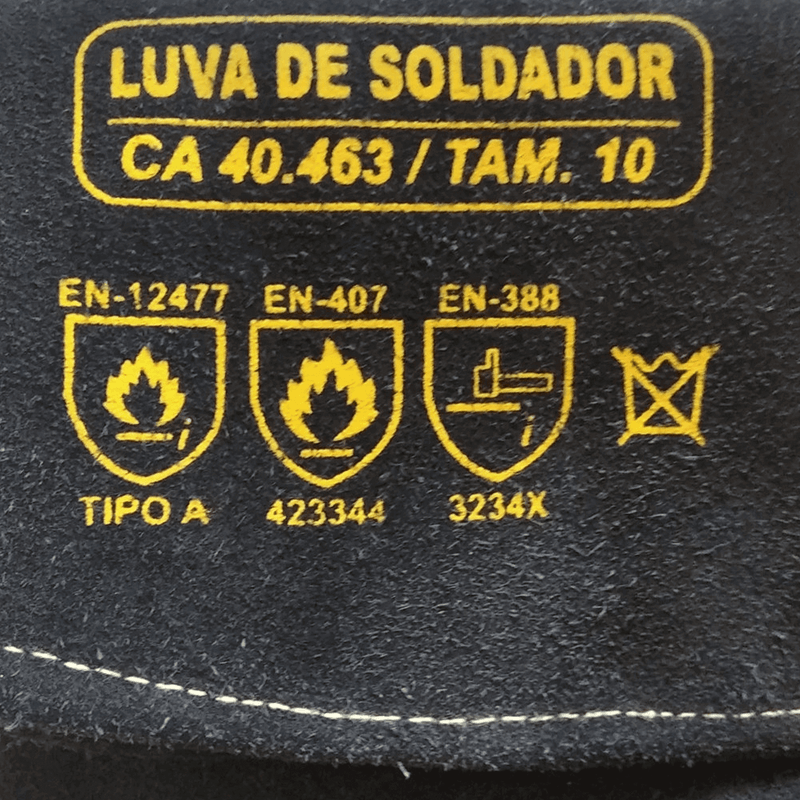 LUVA DE SOLDADOR
CA 40.463 / TAM. 10
EN-12477 EN-407 EN-388
i i
TIPO A 423344 3234X